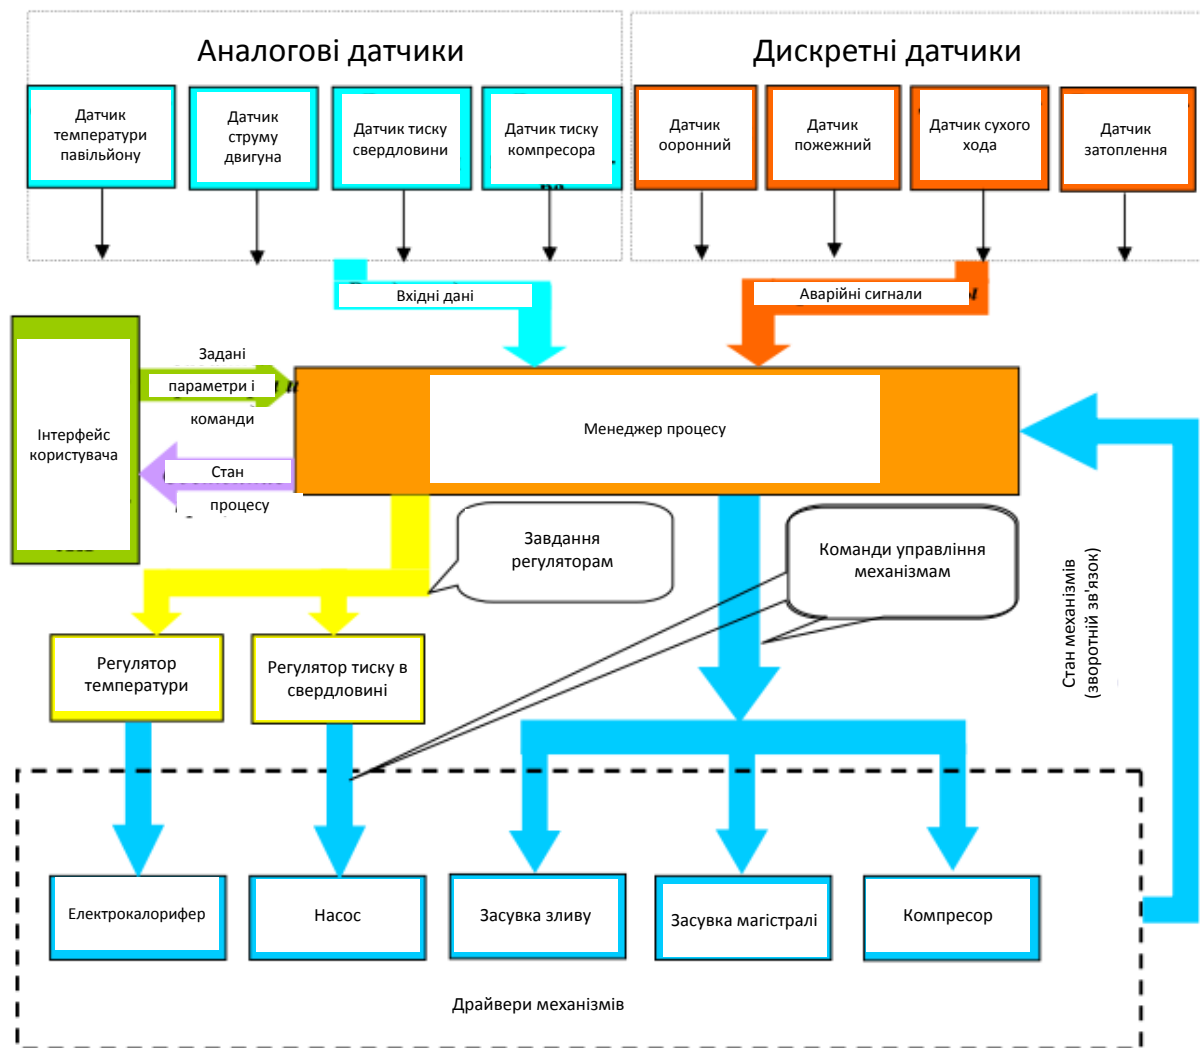 Аналогові датчики
Дискретні датчики
Датчик
температури
павільйону
Датчик
струму
двигуна
Датчик тиску
свердловини
Датчик тиску
компресора
Датчик
ооронний
Датчик
пожежний
Датчик сухого
хода
Датчик
затоплення
Вхідні дані
Аварійні сигнали
Задані
параметри і
команди
Інтерфейс
користувача
Стан
процесу
Менеджер процесу
Завдання
регуляторам
Команди управління
механізмам
Стан механізмів
(зворотній зв'язок)
Регулятор
температури
Регулятор тиску в
свердловині
Електрокалорифер
Насос
Засувка зливу
Засувка магістралі
Компресор
Драйвери механізмів